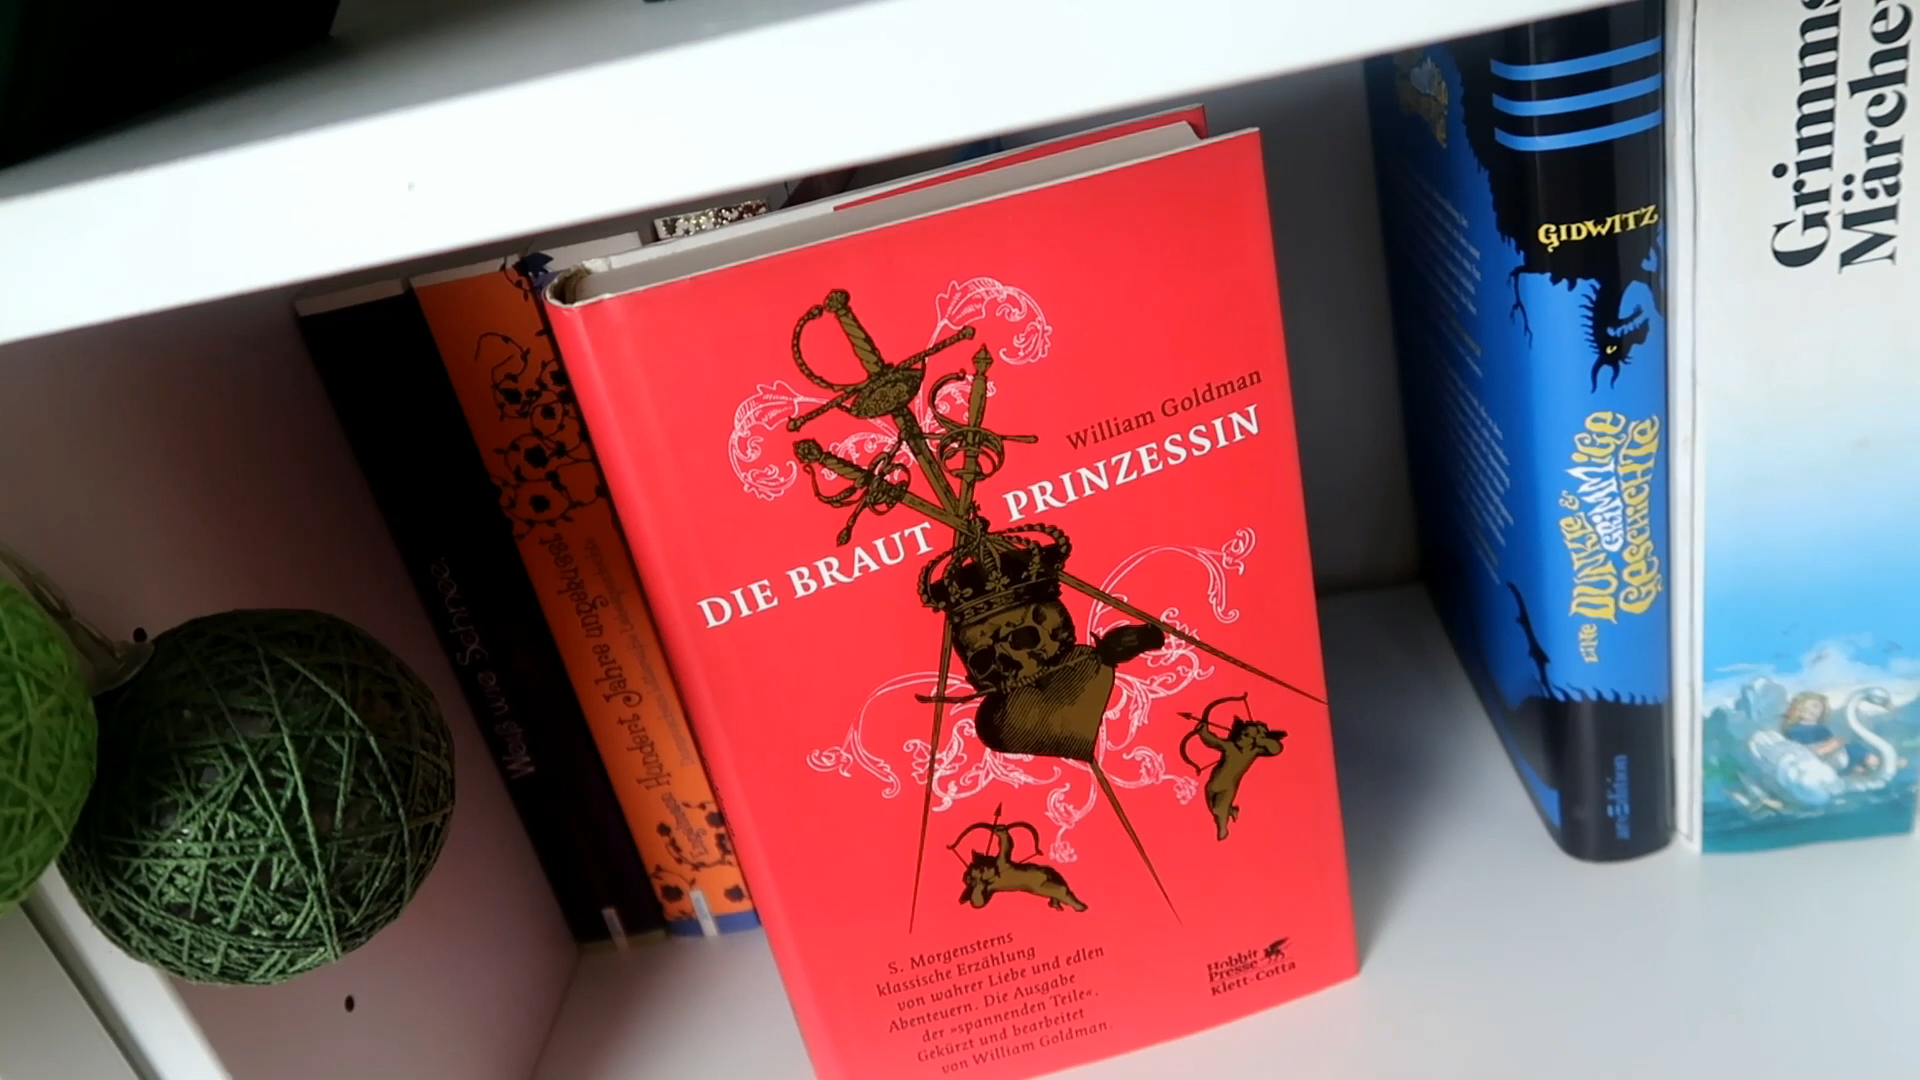 Weiß wie Schnee
Hundert Jahre ungeküsst
William Goldman
DIE BRAUT PRINZESSIN
S. Morgensterns
klassische Erzählung
von wahrer Liebe und edlen
Abenteuern. Die Ausgabe
der »spannenden Teile«.
Gekürzt und bearbeitet
von William Goldman.
Hobbit
Presse
Klett-Cotta
GIDWITZ
EINE DUNKLE &
GRIMMIGE
GESCHICHTE
Grimms
Märchen